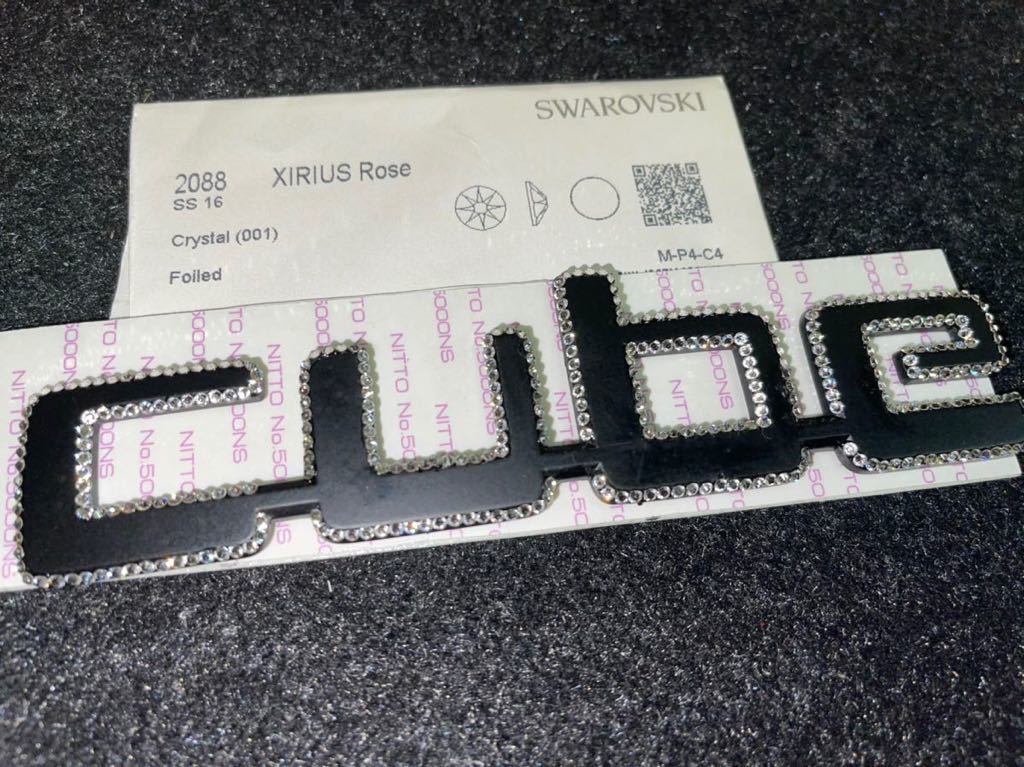 SWAROVSKI
2088 XIRIUS Rose
SS 16
Crystal (001)
Foiled
M-P4-C4
cube
NITTO No.5000NS